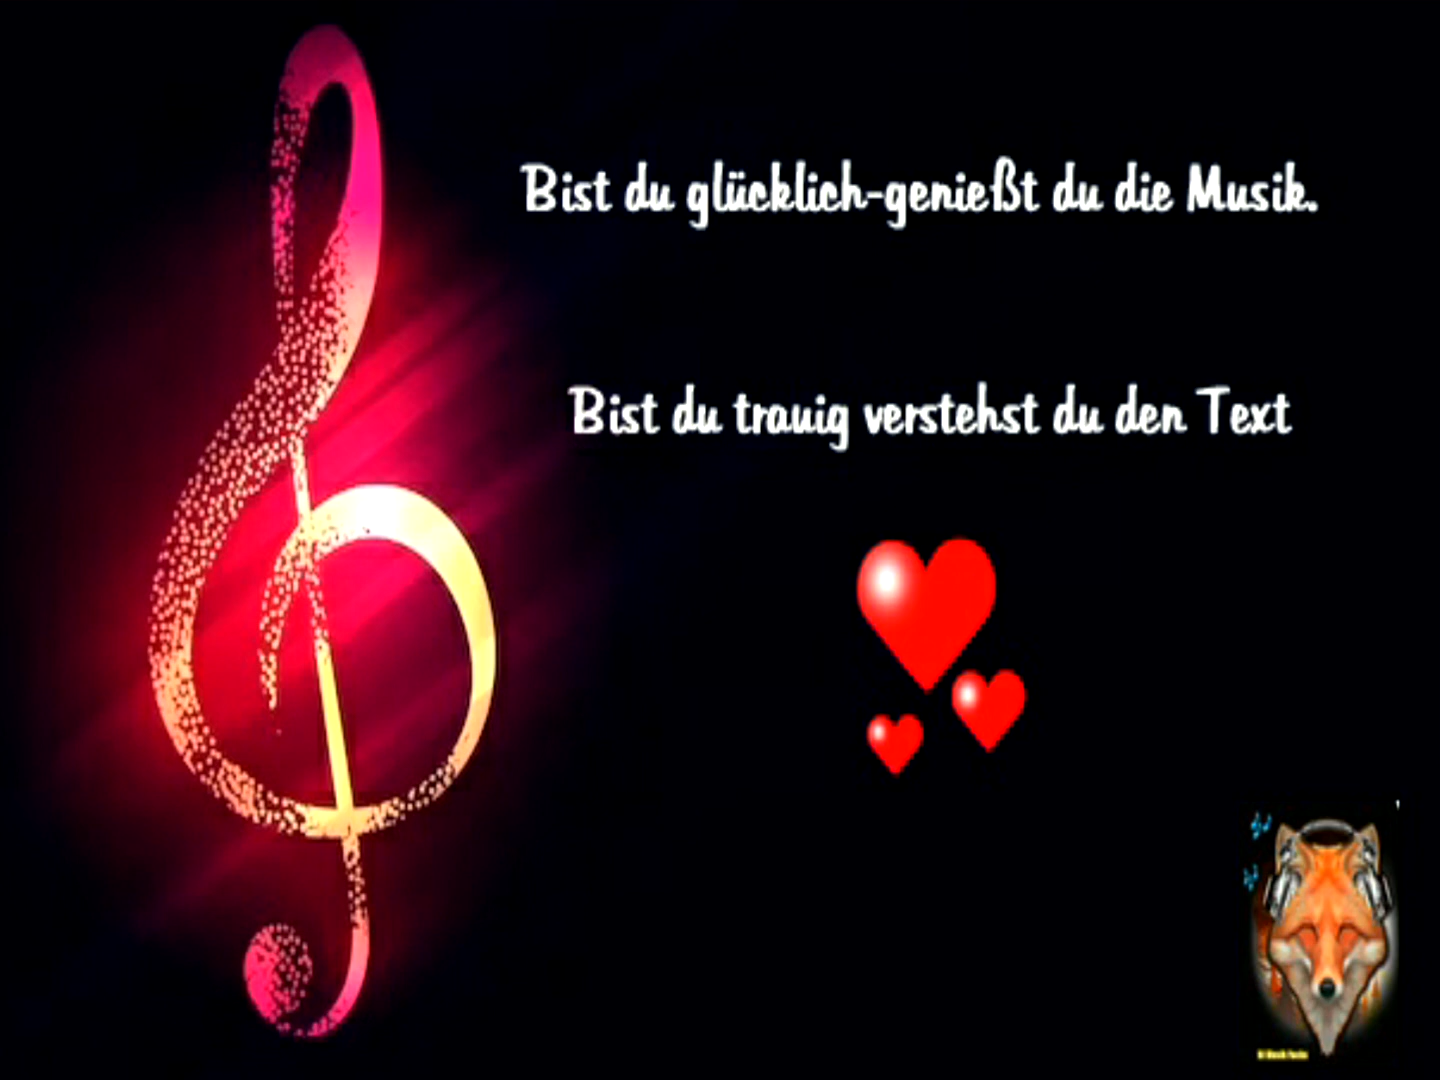 Bist du glücklich-genießt du die Musik.
Bist du trauig verstehst du den Text